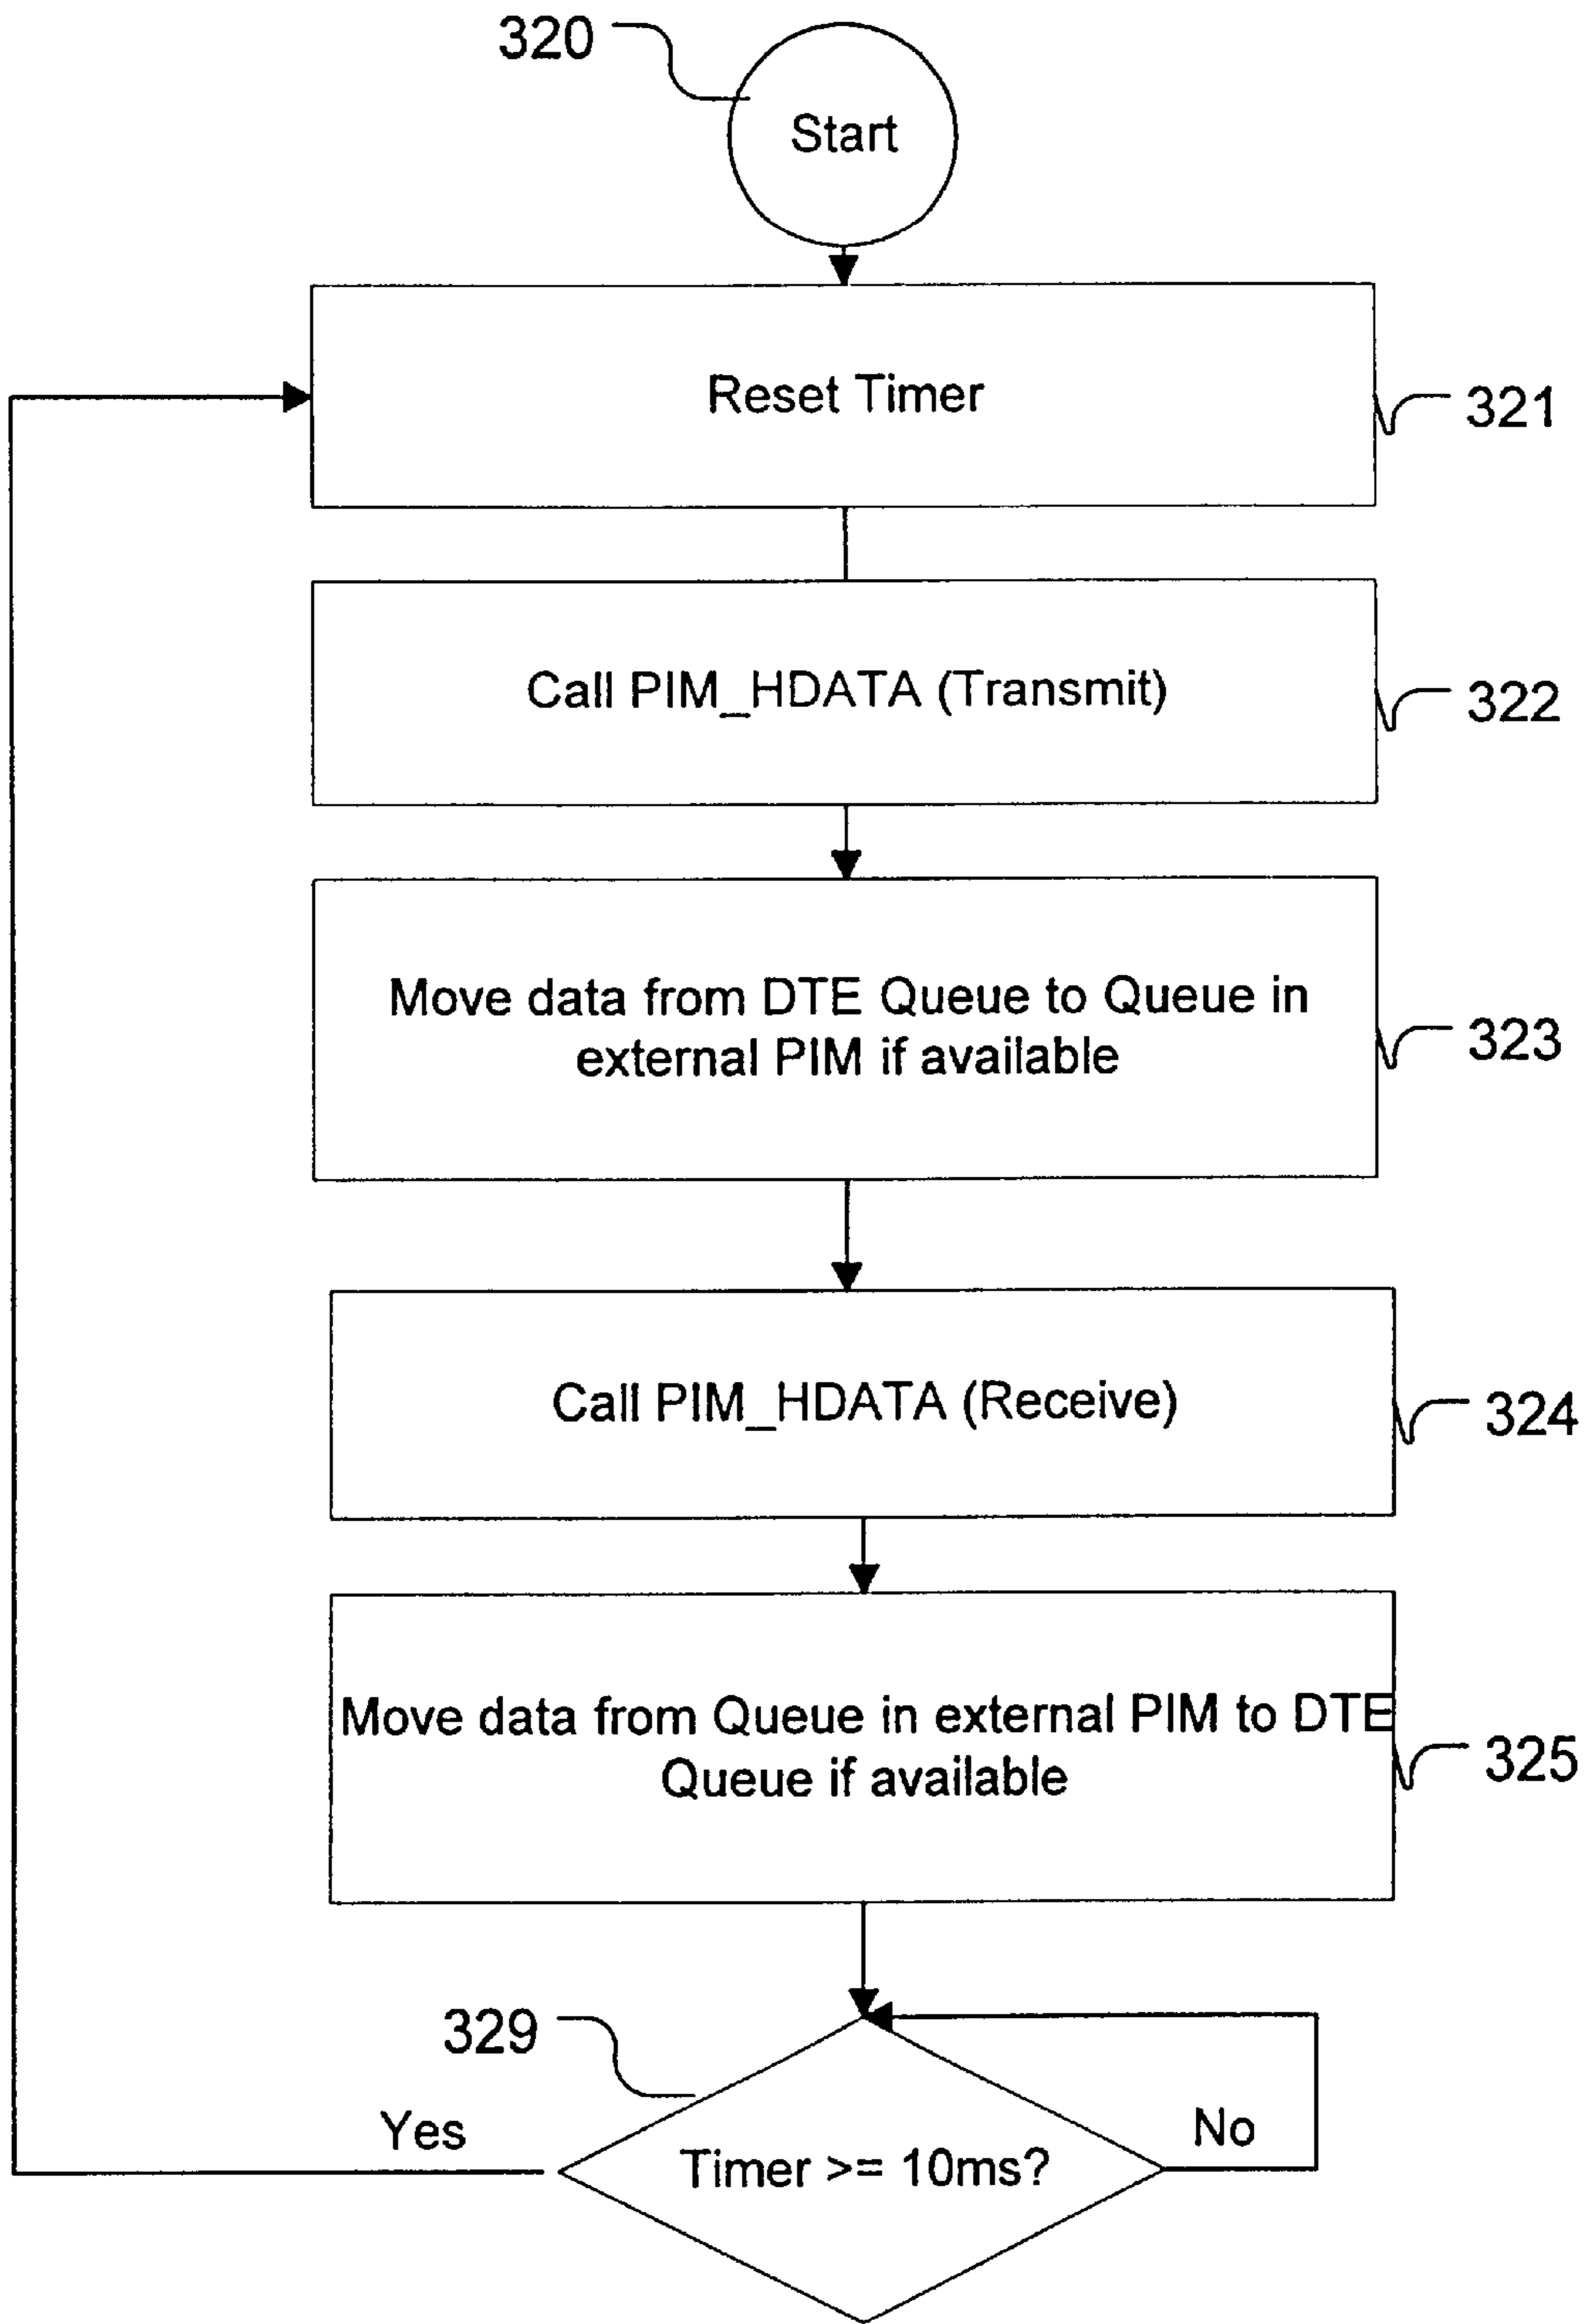 320
Start
Reset Timer
321
Call PIM_HDATA (Transmit)
322
Move data from DTE Queue to Queue in
external PIM if available
323
Call PIM_HDATA (Receive)
324
Move data from Queue in external PIM to DTE
Queue if available
325
329
Yes
No
Timer >= 10ms?